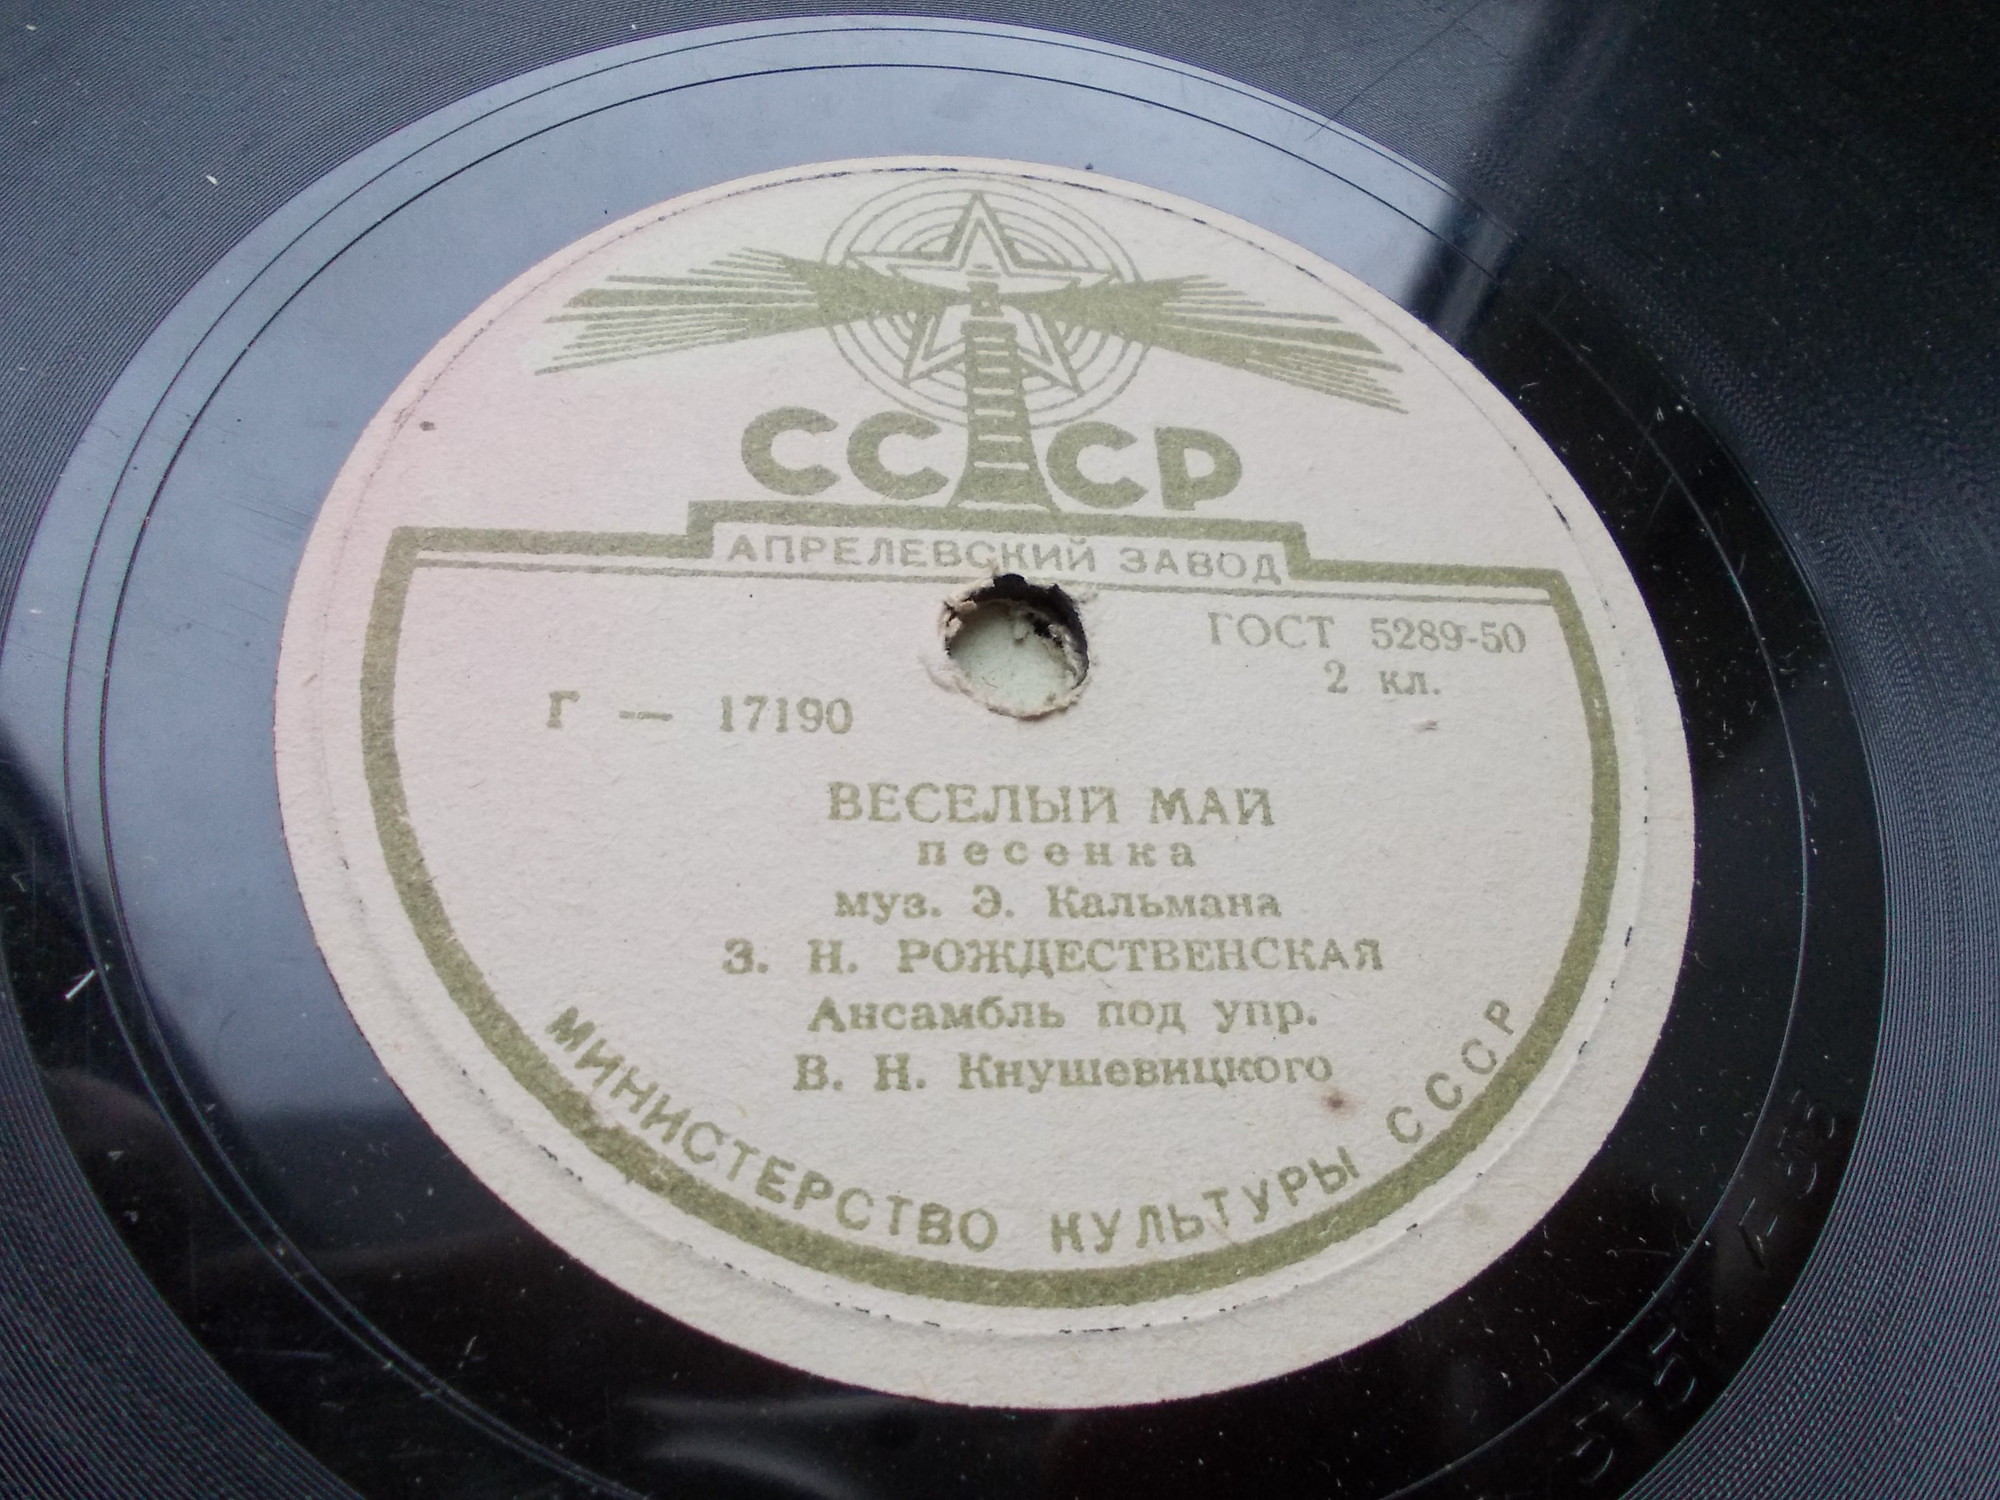 СССР
АПРЕЛЕВСКИЙ ЗАВОД
ГОСТ 5289-50
2 кл.
Г — 17190
ВЕСЕЛЫЙ МАЙ
песенка
муз. Э. Кальмана
З. Н. РОЖДЕСТВЕНСКАЯ
Ансамбль под упр.
В. Н. Кнушевицкого
МИНИСТЕРСТВО КУЛЬТУРЫ СССР